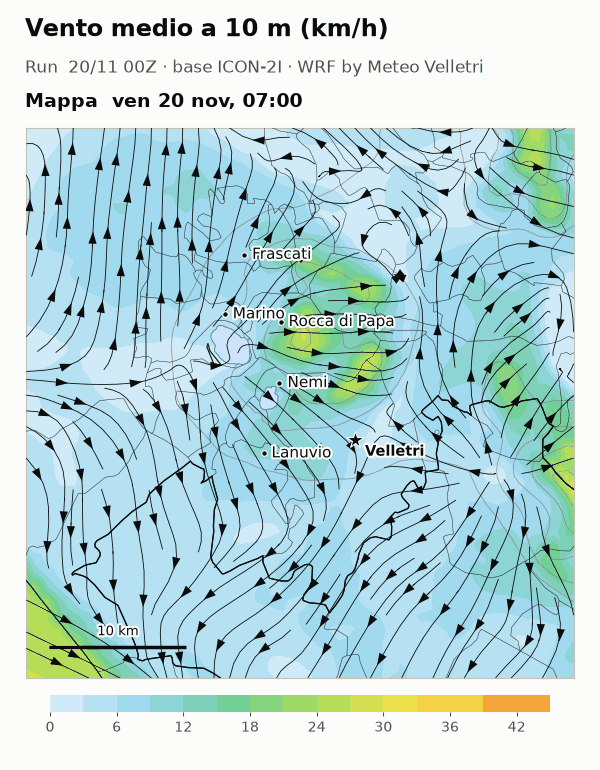 Vento medio a 10 m (km/h)
Run  20/11 00Z · base ICON-2I · WRF by Meteo Velletri
Mappa  ven 20 nov, 07:00
Frascati
Marino
Rocca di Papa
Nemi
Velletri
Lanuvio
10 km
0 6 12 18 24 30 36 42